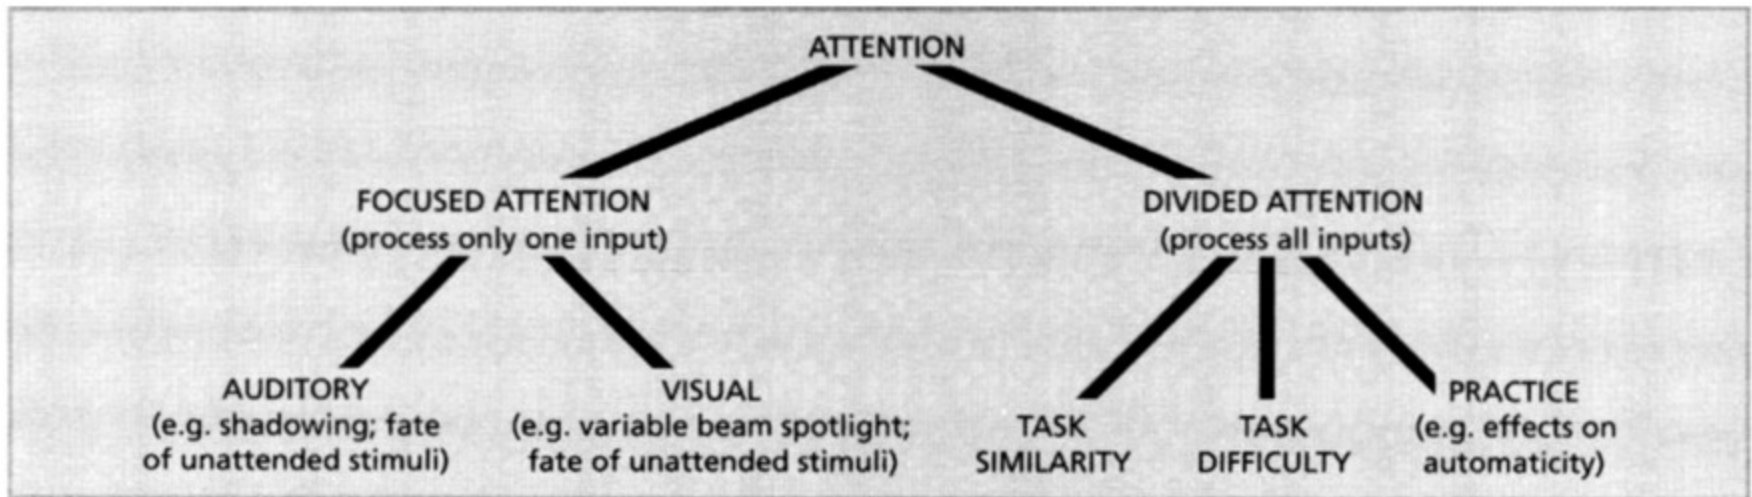 ATTENTION
FOCUSED ATTENTION
(process only one input)
DIVIDED ATTENTION
(process all inputs)
AUDITORY
(e.g. shadowing; fate
of unattended stimuli)
VISUAL
(e.g. variable beam spotlight;
fate of unattended stimuli)
TASK
SIMILARITY
TASK
DIFFICULTY
PRACTICE
(e.g. effects on
automaticity)